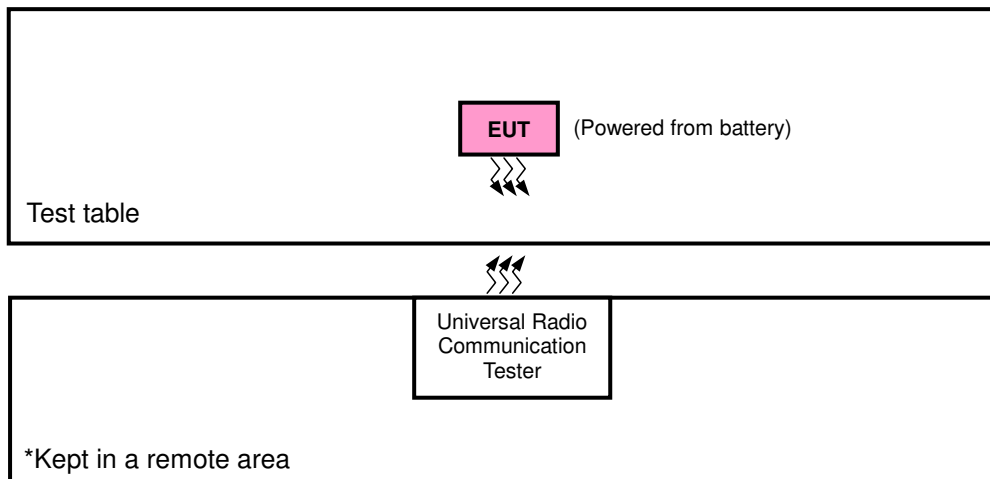 EUT
(Powered from battery)
Test table
Universal Radio
Communication
Tester
*Kept in a remote area